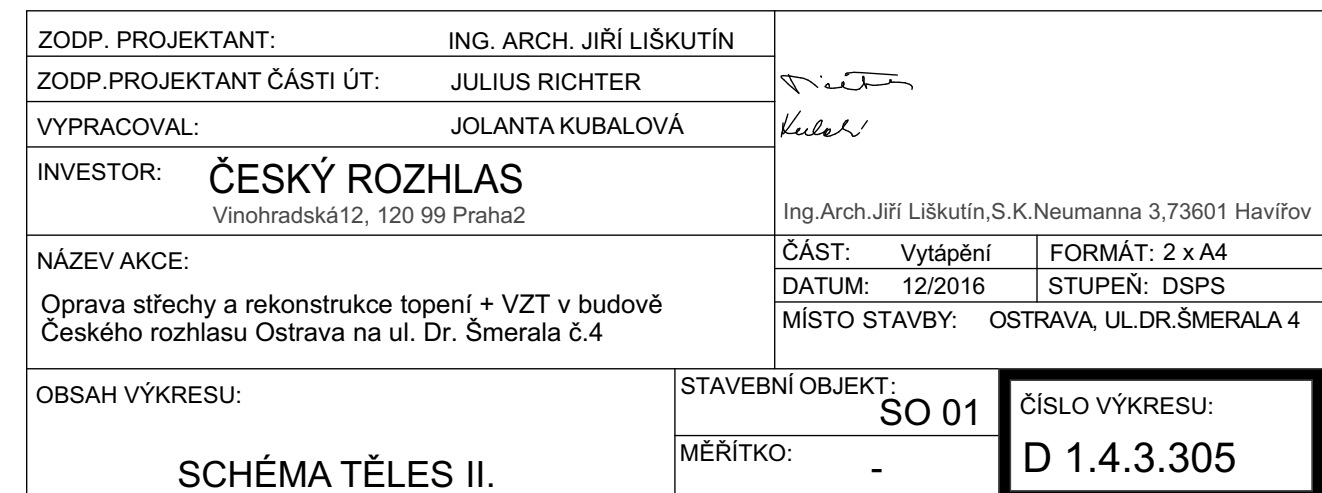 ZODP. PROJEKTANT: ING. ARCH. JIŘÍ LIŠKUTÍN
ZODP.PROJEKTANT ČÁSTI ÚT: JULIUS RICHTER
VYPRACOVAL: JOLANTA KUBALOVÁ
INVESTOR: ČESKÝ ROZHLAS
Vinohradská12, 120 99 Praha2
Ing.Arch.Jiří Liškutín,S.K.Neumanna 3,73601 Havířov
NÁZEV AKCE:
Oprava střechy a rekonstrukce topení + VZT v budově
Českého rozhlasu Ostrava na ul. Dr. Šmerala č.4
ČÁST: Vytápění FORMÁT: 2 x A4
DATUM: 12/2016 STUPEŇ: DSPS
MÍSTO STAVBY: OSTRAVA, UL.DR.ŠMERALA 4
OBSAH VÝKRESU:
SCHÉMA TĚLES II.
STAVEBNÍ OBJEKT:
SO 01
MĚŘÍTKO: -
ČÍSLO VÝKRESU:
D 1.4.3.305